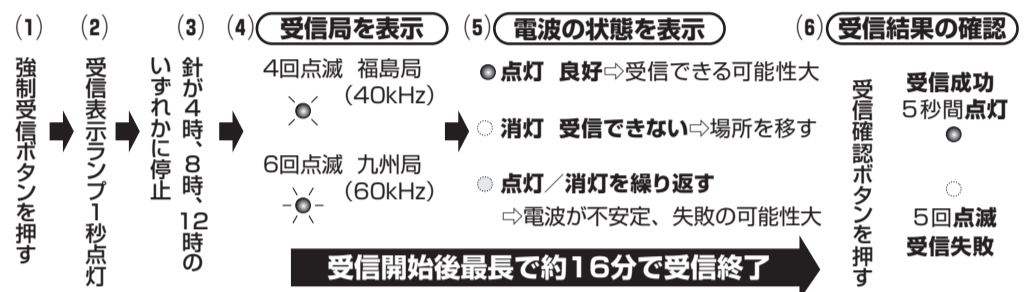 (1)
強制受信ボタンを押す
(2)
受信表示ランプ1秒点灯
(3)
針が4時、8時、12時の
いずれかに停止
(4) 受信局を表示
4回点滅 福島局
(40kHz)
6回点滅 九州局
(60kHz)
(5) 電波の状態を表示
点灯 良好⇨受信できる可能性大
消灯 受信できない⇨場所を移す
点灯／消灯を繰り返す
⇨電波が不安定、失敗の可能性大
受信開始後最長で約16分で受信終了
(6) 受信結果の確認
受信確認ボタンを押す
受信成功
5秒間点灯
5回点滅
受信失敗